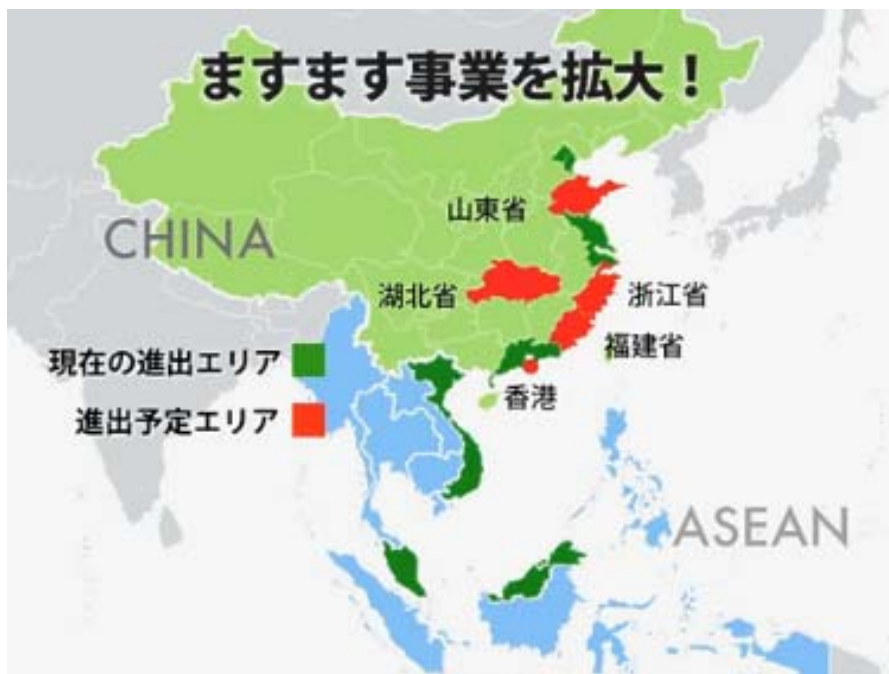 ますます事業を拡大！
山東省
CHINA
湖北省
浙江省
現在の進出エリア
福建省
香港
進出予定エリア
ASEAN